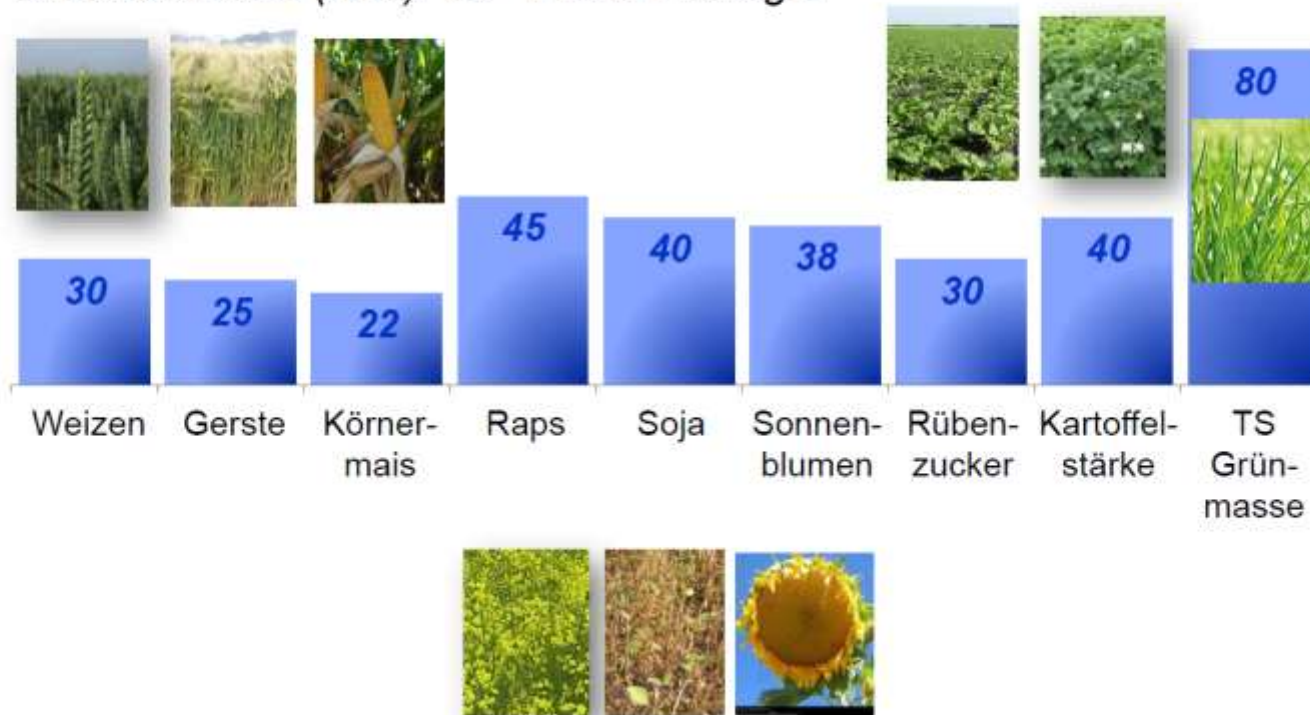 30
25
22
45
40
38
30
40
80
Weizen
Gerste
Körner-
mais
Raps
Soja
Sonnen-
blumen
Rüben-
zucker
Kartoffel-
stärke
TS
Grün-
masse